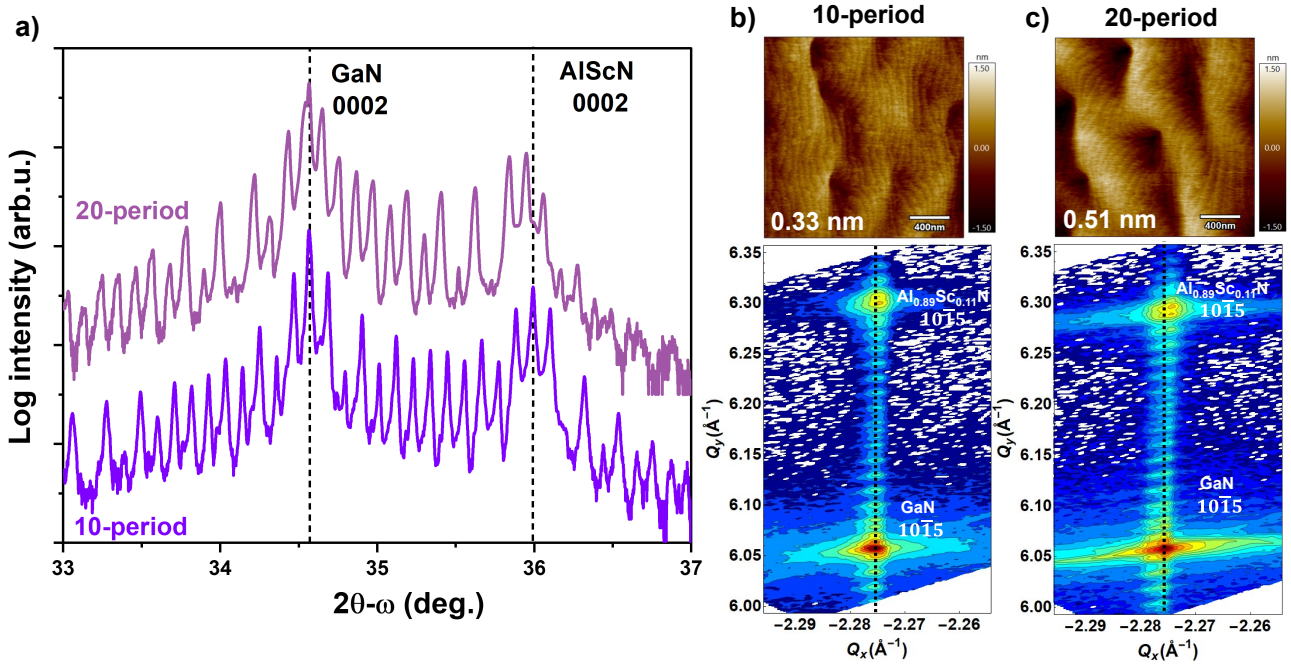 a)
GaN
0002
AlScN
0002
20-period
10-period
Log intensity (arb.u.)
33
34
35
36
37
2θ-ω (deg.)
b)
10-period
nm
1.50
0.00
-1.50
0.33 nm
400nm
6.35
6.30
6.25
6.20
6.15
6.10
6.05
6.00
Qy(Å⁻¹)
Al0.89Sc0.11N
101̄5
GaN
101̄5
−2.29
−2.28
−2.27
−2.26
Qx(Å⁻¹)
c)
20-period
nm
1.50
0.00
-1.50
0.51 nm
400nm
6.35
6.30
6.25
6.20
6.15
6.10
6.05
6.00
Qy(Å⁻¹)
Al0.89Sc0.11N
101̄5
GaN
101̄5
−2.29
−2.28
−2.27
−2.26
Qx(Å⁻¹)